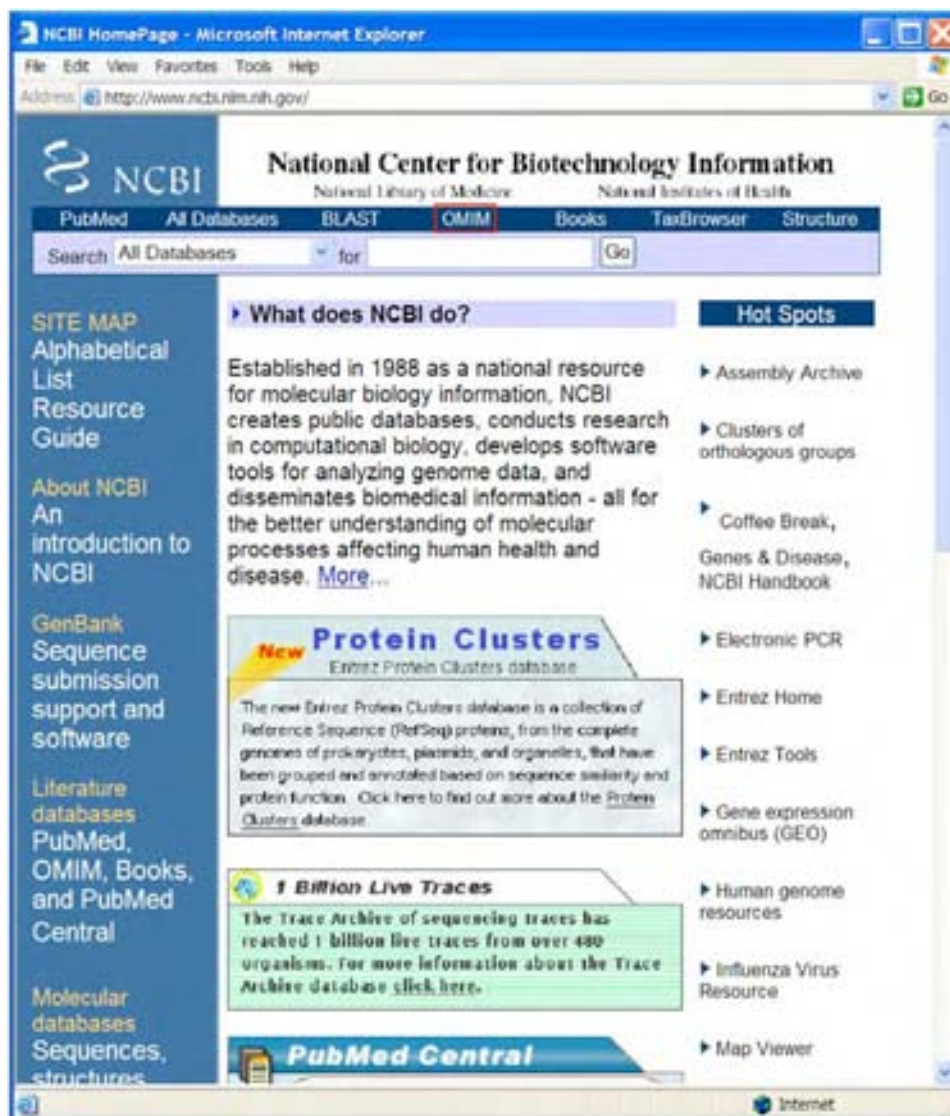 NCBI HomePage - Microsoft Internet Explorer
File Edit View Favorites Tools Help
Address http://www.ncbi.nlm.nih.gov/ Go
NCBI
National Center for Biotechnology Information
National Library of Medicine National Institutes of Health
PubMed All Databases BLAST OMIM Books TaxBrowser Structure
Search All Databases for Go
SITE MAP
Alphabetical
List
Resource
Guide
About NCBI
An
introduction to
NCBI
GenBank
Sequence
submission
support and
software
Literature
databases
PubMed,
OMIM, Books,
and PubMed
Central
Molecular
databases
Sequences,
structures
What does NCBI do?
Established in 1988 as a national resource
for molecular biology information, NCBI
creates public databases, conducts research
in computational biology, develops software
tools for analyzing genome data, and
disseminates biomedical information - all for
the better understanding of molecular
processes affecting human health and
disease. More...
New Protein Clusters
Entrez Protein Clusters database
The new Entrez Protein Clusters database is a collection of
Reference Sequence (RefSeq) proteins, from the complete
genomes of prokaryotes, plasmids, and organelles, that have
been grouped and annotated based on sequence similarity and
protein function. Click here to find out more about the Protein
Clusters database.
1 Billion Live Traces
The Trace Archive of sequencing traces has
reached 1 billion live traces from over 480
organisms. For more information about the Trace
Archive database click here.
PubMed Central
Hot Spots
Assembly Archive
Clusters of
orthologous groups
Coffee Break,
Genes & Disease,
NCBI Handbook
Electronic PCR
Entrez Home
Entrez Tools
Gene expression
omnibus (GEO)
Human genome
resources
Influenza Virus
Resource
Map Viewer
Internet